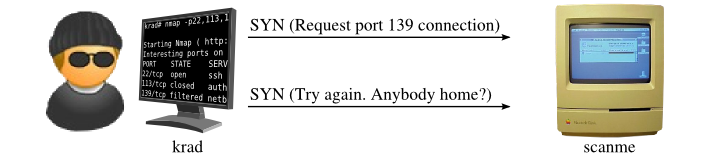 krad# nmap -p22,113,1
Starting Nmap ( http:
Interesting ports on
PORT STATE SERV
22/tcp open ssh
113/tcp closed auth
139/tcp filtered netb
SYN (Request port 139 connection)
SYN (Try again. Anybody home?)
krad
scanme